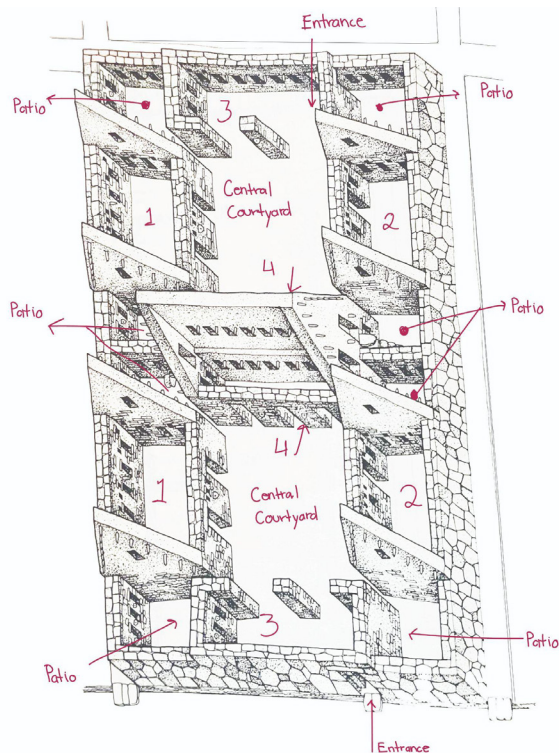 Entrance
Patio
Patio
3
Central
Courtyard
1
2
4
Patio
Patio
4
1
2
Central
Courtyard
3
Patio
Patio
Entrance